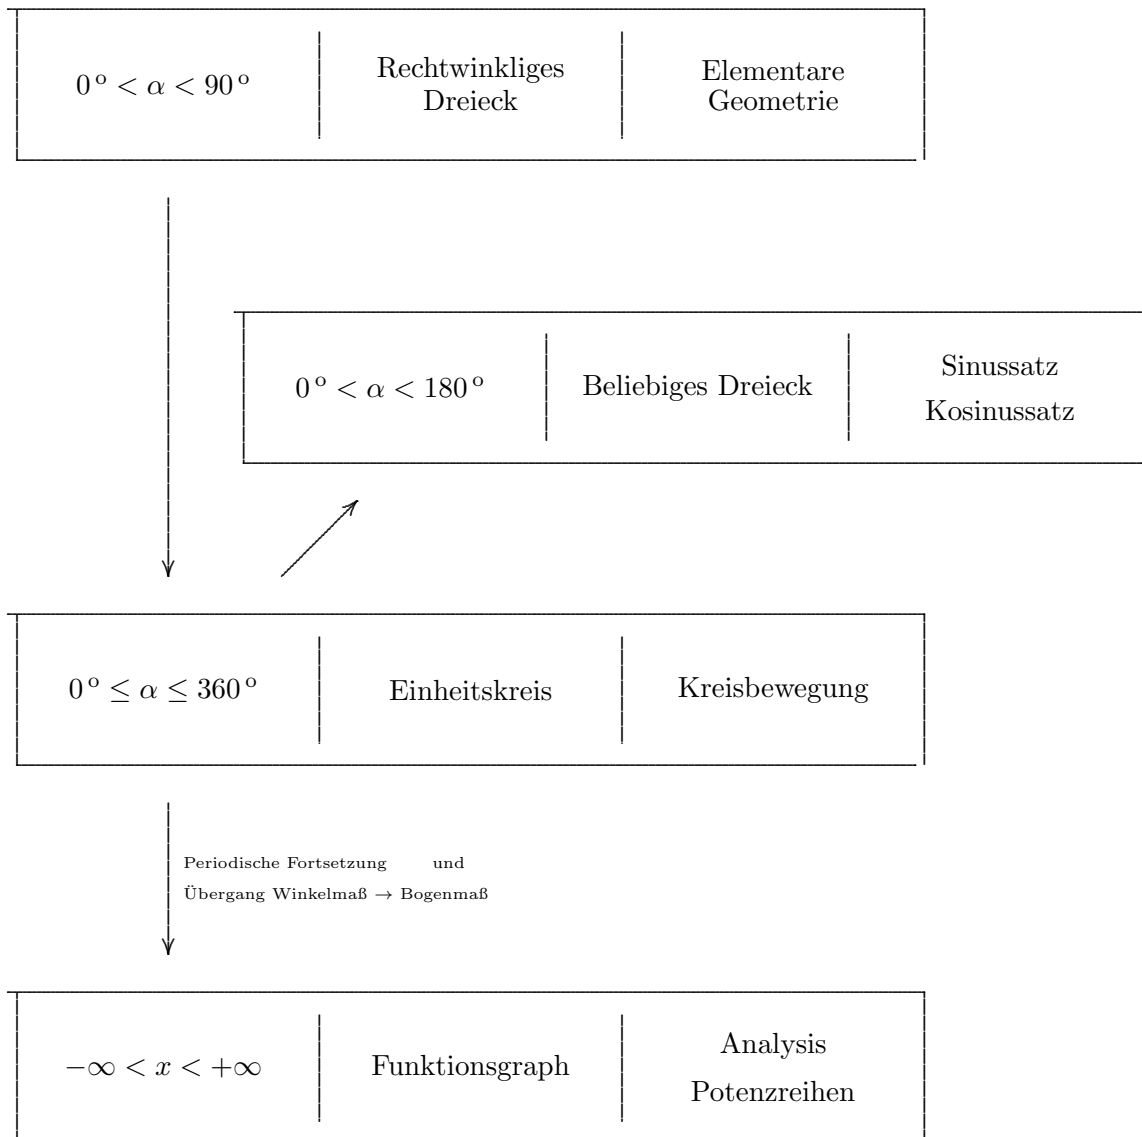 0° < α < 90°
Rechtwinkliges
Dreieck
Elementare
Geometrie
0° < α < 180°
Beliebiges Dreieck
Sinussatz
Kosinussatz
0° ≤ α ≤ 360°
Einheitskreis
Kreisbewegung
Periodische Fortsetzung und
Übergang Winkelmaß → Bogenmaß
−∞ < x < +∞
Funktionsgraph
Analysis
Potenzreihen